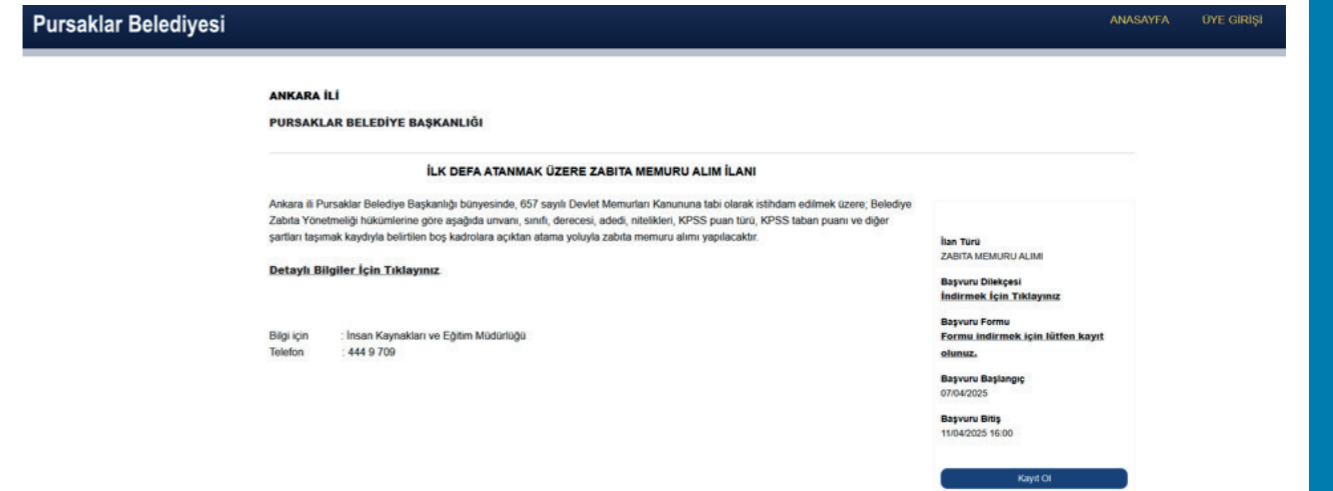 Pursaklar Belediyesi
ANASAYFA ÜYE GİRİŞİ
ANKARA İLİ
PURSAKLAR BELEDİYE BAŞKANLIĞI
İLK DEFA ATANMAK ÜZERE ZABITA MEMURU ALIM İLANI
Ankara ili Pursaklar Belediye Başkanlığı bünyesinde, 657 sayılı Devlet Memurları Kanununa tabi olarak istihdam edilmek üzere; Belediye
Zabıta Yönetmeliği hükümlerine göre aşağıda unvanı, sınıfı, derecesi, adedi, nitelikleri, KPSS puan türü, KPSS taban puanı ve diğer
şartları taşımak kaydıyla belirtilen boş kadrolara açıktan atama yoluyla zabıta memuru alımı yapılacaktır.
Detaylı Bilgiler İçin Tıklayınız
Bilgi için : İnsan Kaynakları ve Eğitim Müdürlüğü
Telefon : 444 9 709
İlan Türü
ZABITA MEMURU ALIMI
Başvuru Dilekçesi
İndirmek İçin Tıklayınız
Başvuru Formu
Formu indirmek için lütfen kayıt
olunuz.
Başvuru Başlangıç
07/04/2025
Başvuru Bitiş
11/04/2025 16:00
Kayıt Ol